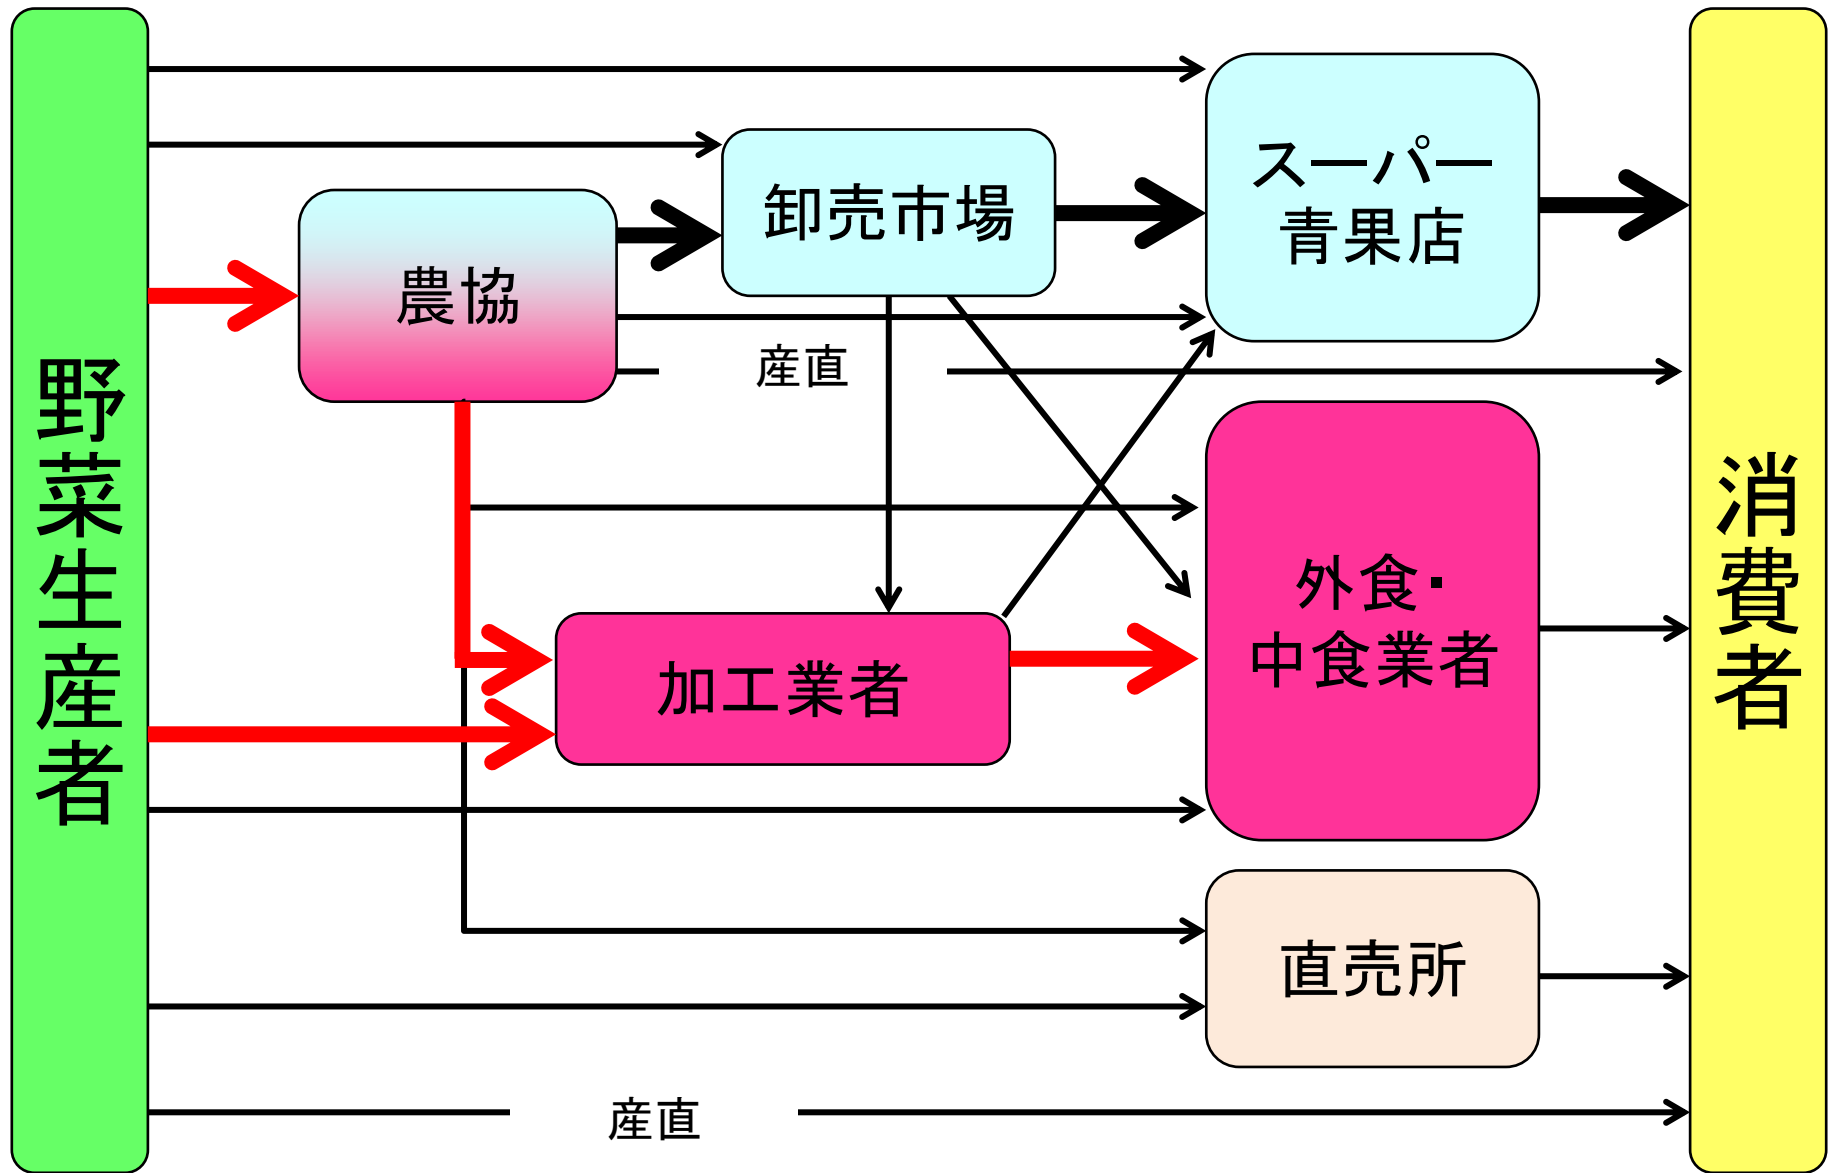 野菜生産者
農協
卸売市場
スーパー
青果店
産直
加工業者
外食・
中食業者
直売所
産直
消費者